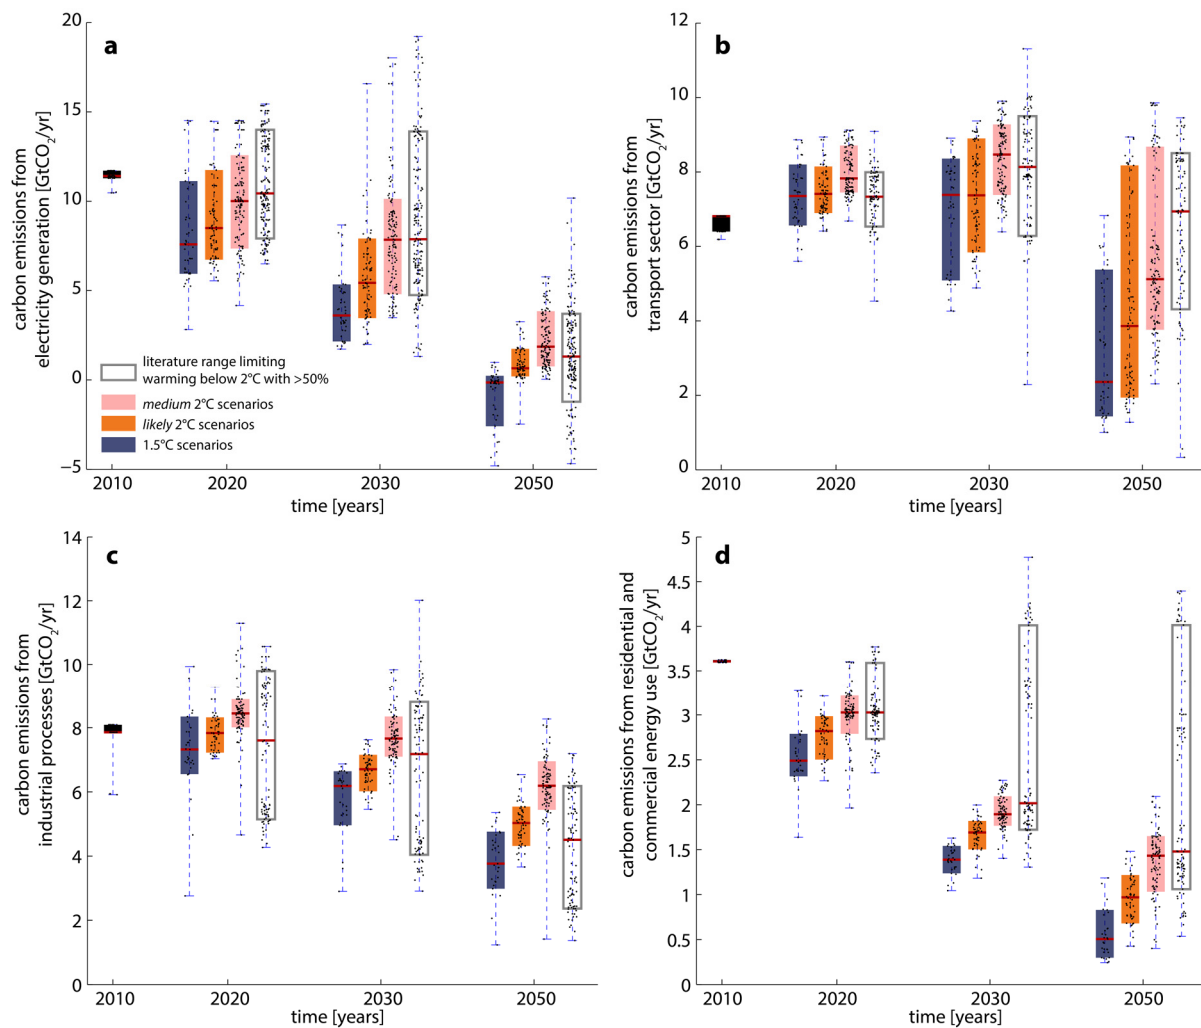 a
20
15
10
5
0
−5
carbon emissions from
electricity generation [GtCO2/yr]
literature range limiting
warming below 2°C with >50%
medium 2°C scenarios
likely 2°C scenarios
1.5°C scenarios
2010 2020 2030 2050
time [years]
b
12
10
8
6
4
2
0
carbon emissions from
transport sector [GtCO2/yr]
2010 2020 2030 2050
time [years]
c
14
12
10
8
6
4
2
0
carbon emissions from
industrial processes [GtCO2/yr]
2010 2020 2030 2050
time [years]
d
5
4.5
4
3.5
3
2.5
2
1.5
1
0.5
0
carbon emissions from residential and
commercial energy use [GtCO2/yr]
2010 2020 2030 2050
time [years]